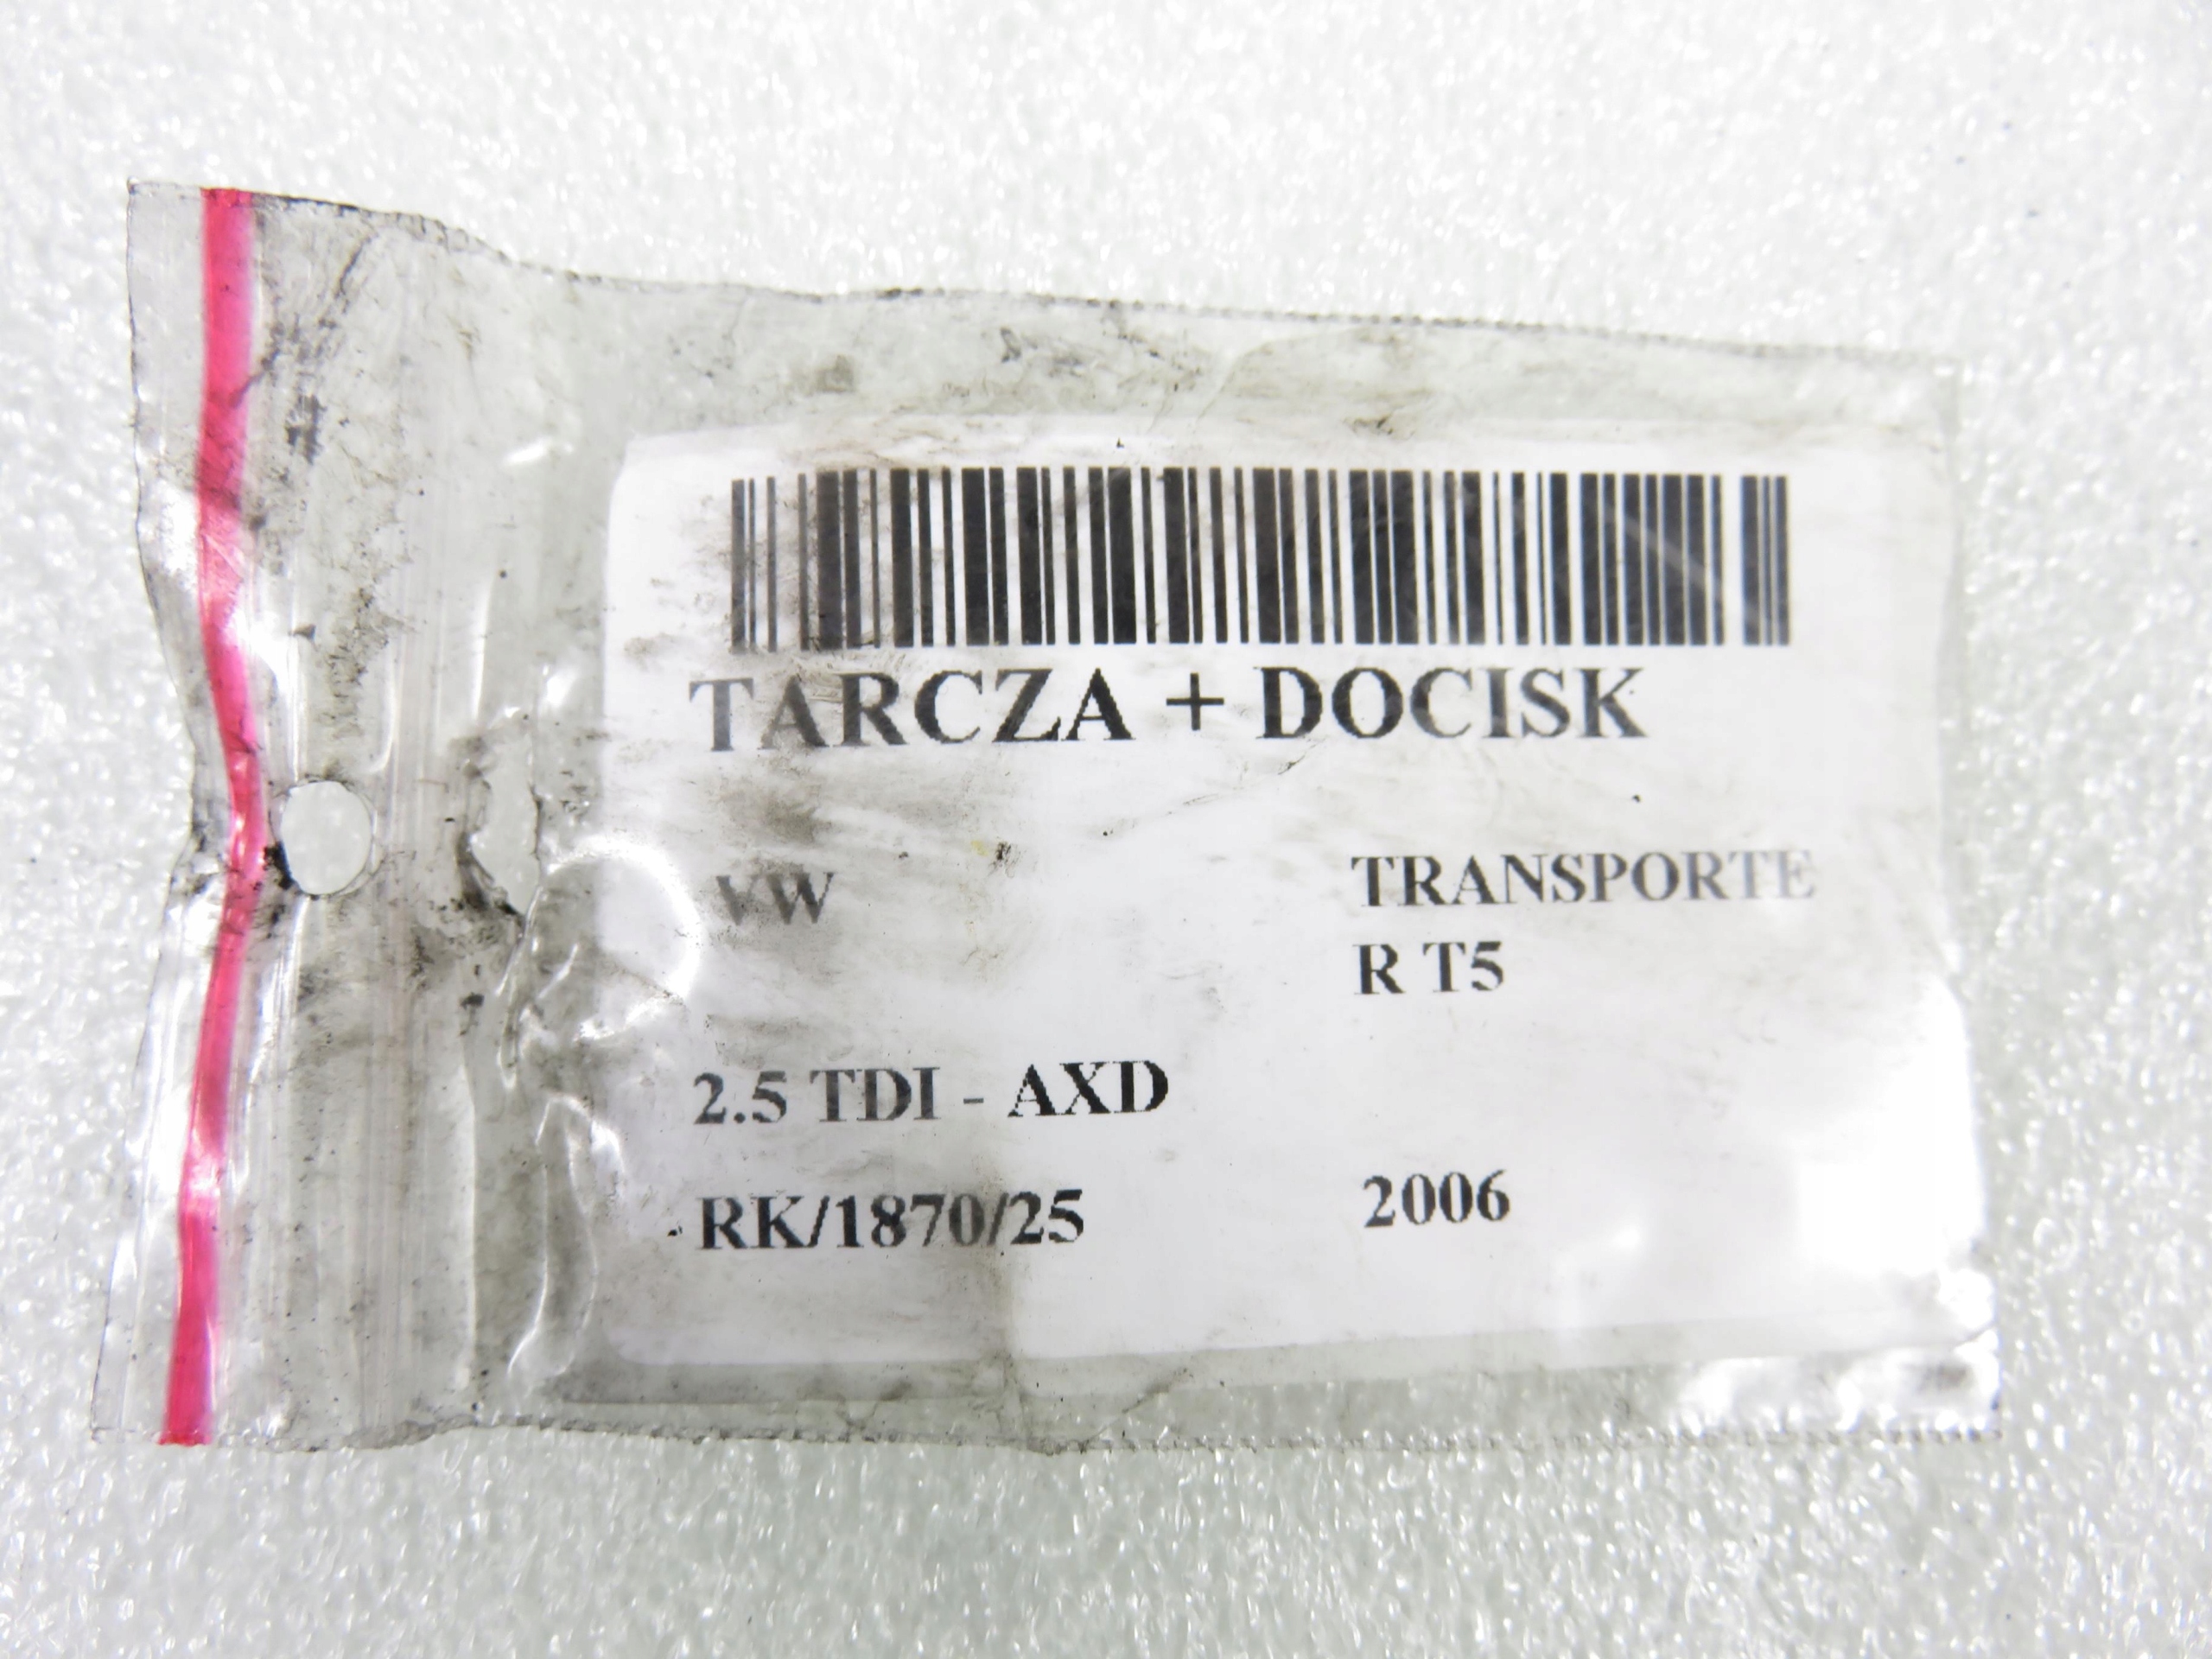 TARCZA + DOCISK
VW TRANSPORTE
R T5
2.5 TDI - AXD
RK/1870/25 2006